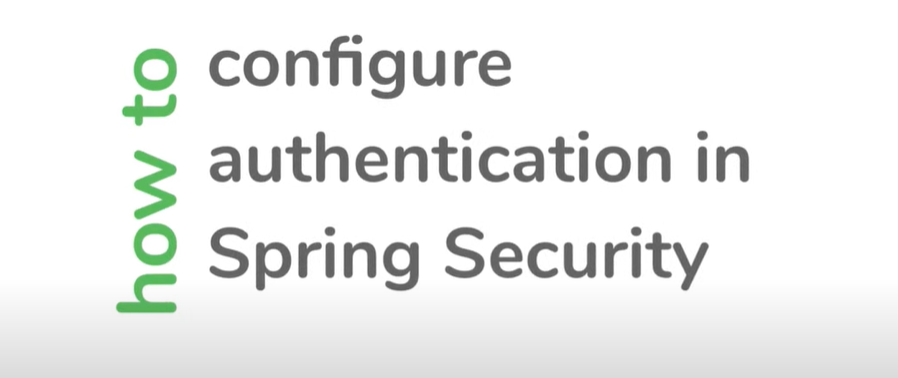 how to
configure
authentication in
Spring Security